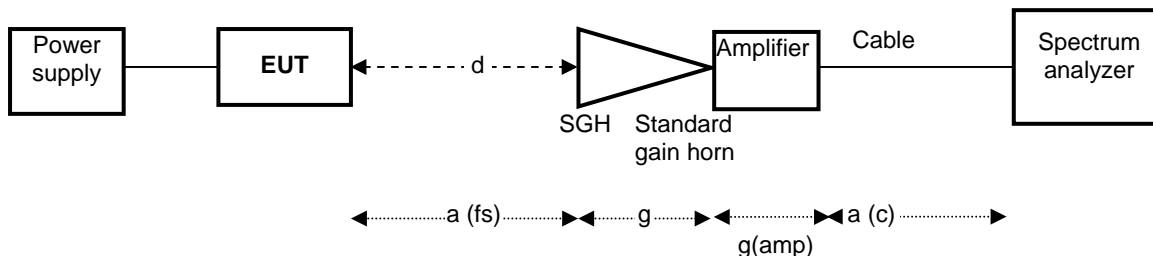 Power
supply
EUT
d
Amplifier
Cable
Spectrum
analyzer
SGH
Standard
gain horn
a (fs)
g
g(amp)
a (c)